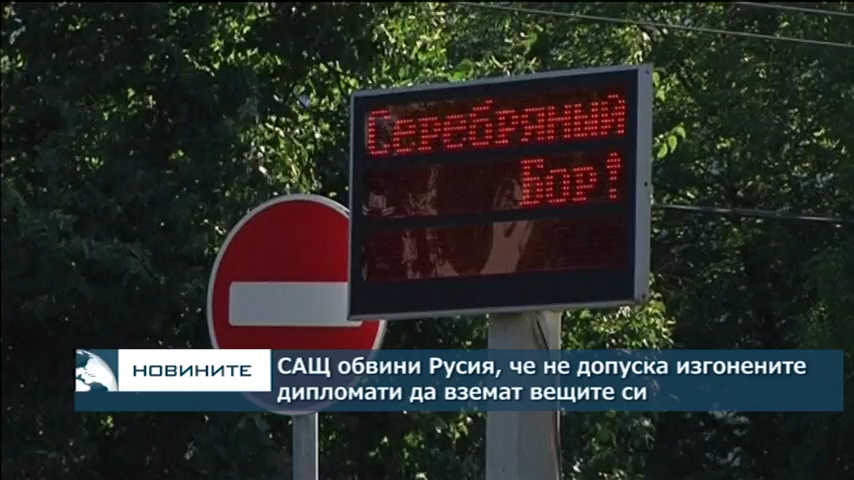 Серебряный
Бор!
НОВИНИТЕ
САЩ обвини Русия, че не допуска изгонените
дипломати да вземат вещите си